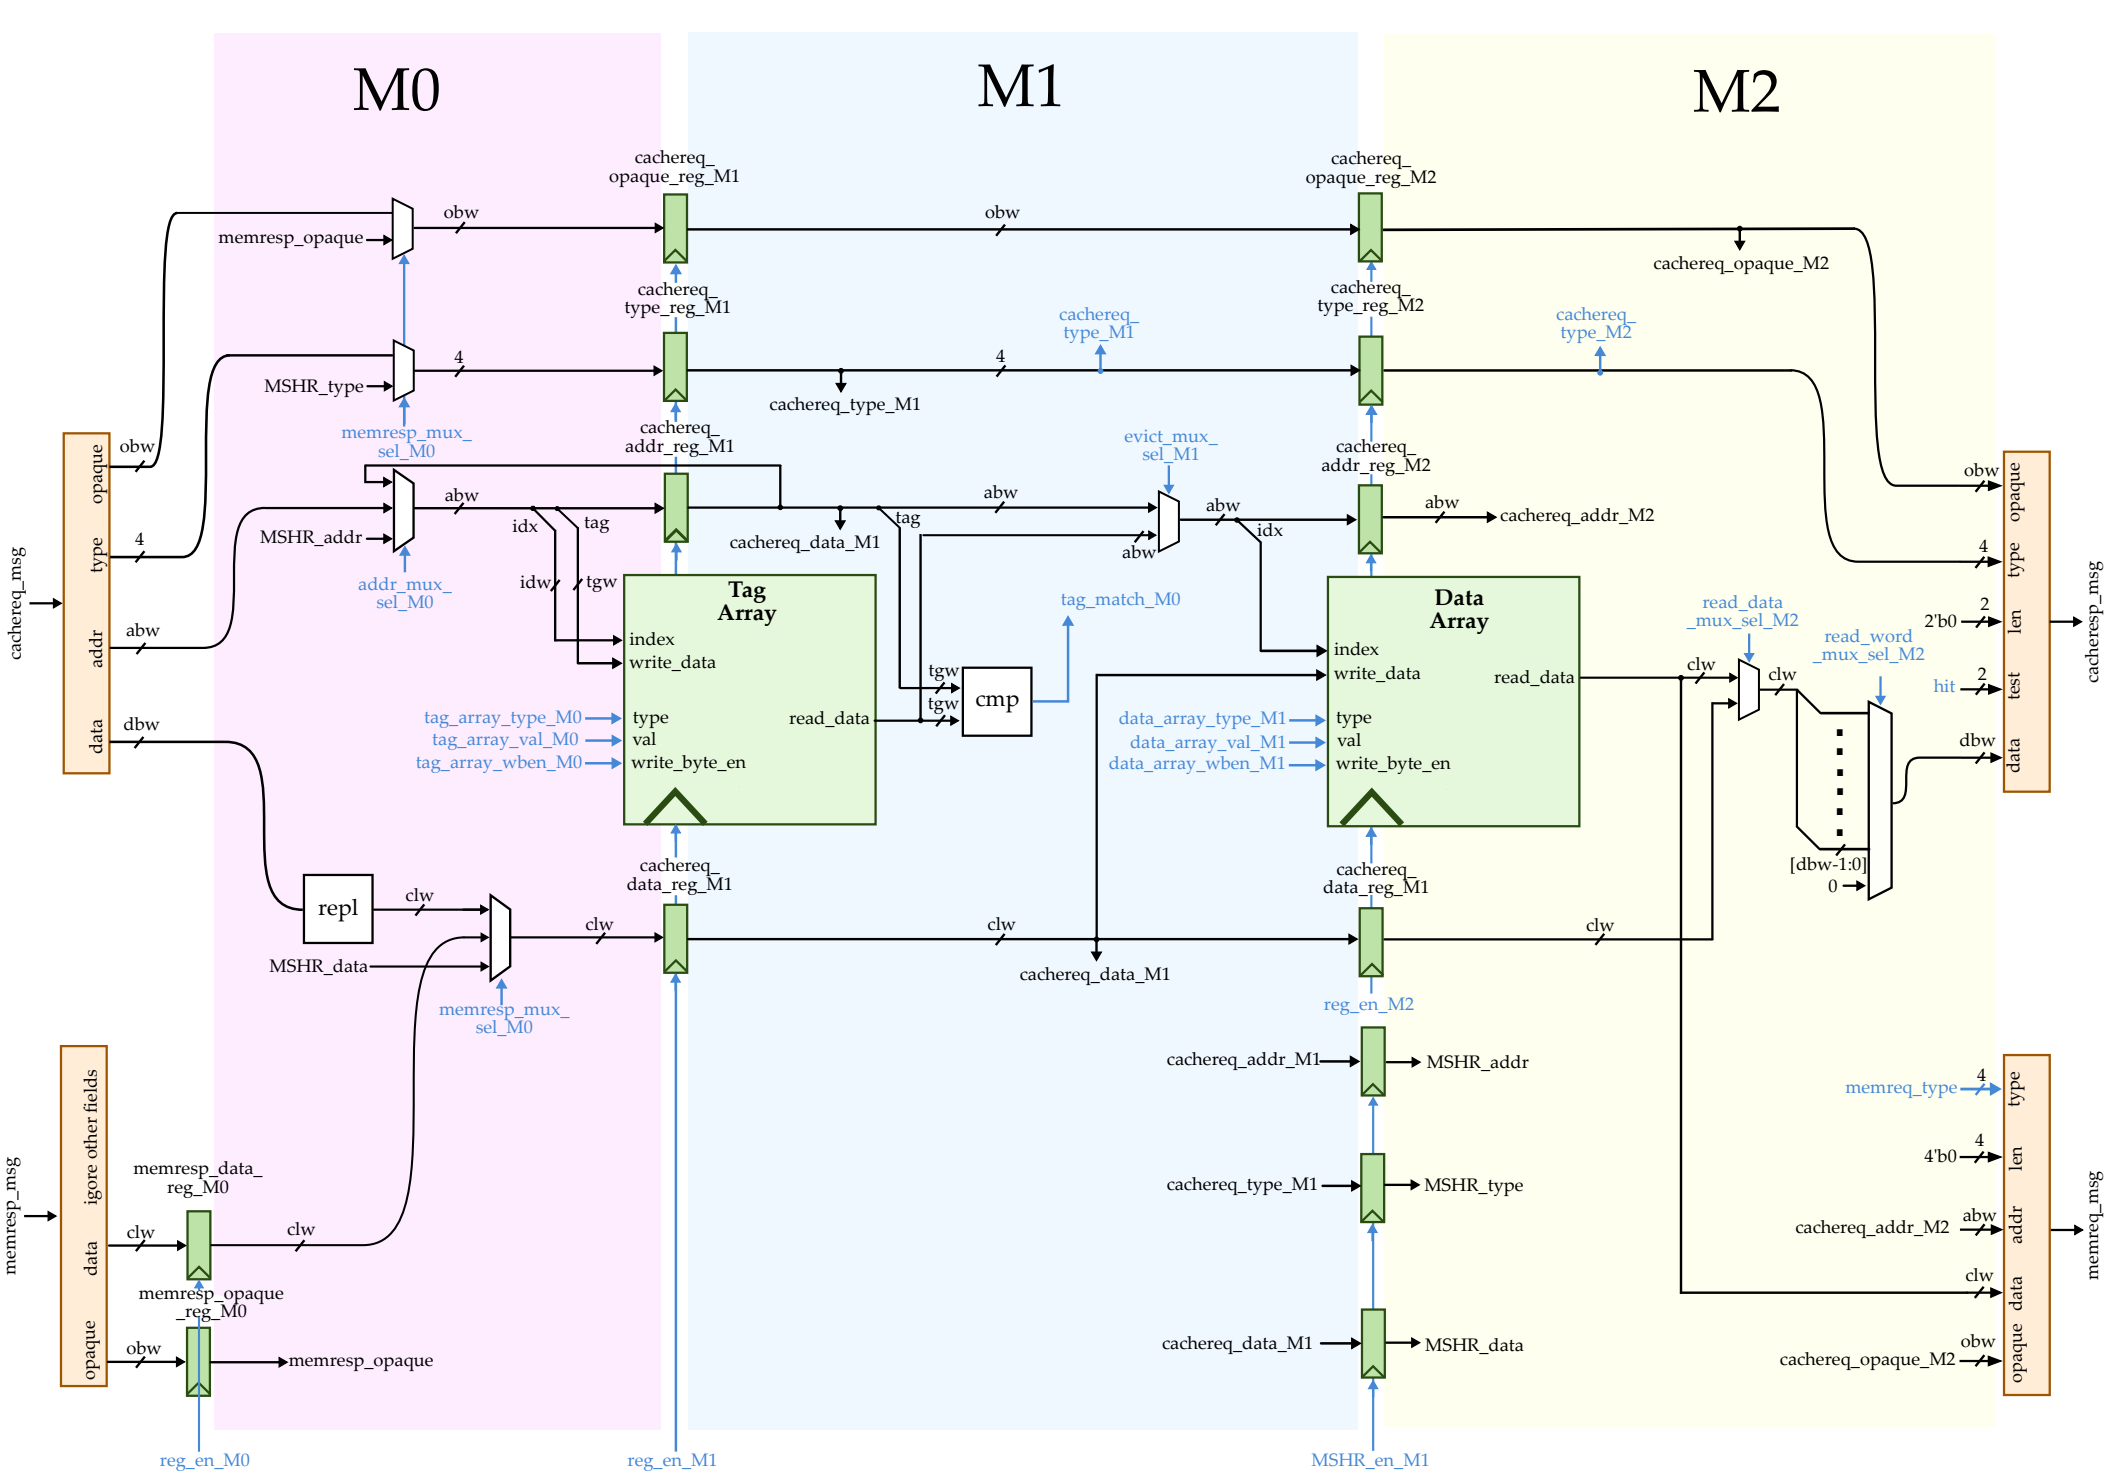 M0
M1
M2
cachereq_
opaque_reg_M1
cachereq_
opaque_reg_M2
obw
memresp_opaque
obw
cachereq_opaque_M2
cachereq_
type_reg_M1
cachereq_
type_M1
cachereq_
type_reg_M2
cachereq_
type_M2
4
MSHR_type
4
cachereq_type_M1
memresp_mux_
sel_M0
cachereq_
addr_reg_M1
evict_mux_
sel_M1
cachereq_
addr_reg_M2
cachereq_msg
opaque
type
addr
data
obw
4
abw
dbw
abw
idx
tag
MSHR_addr
addr_mux_
sel_M0
idw
tgw
cachereq_data_M1
tag
abw
abw
abw
idx
abw
cachereq_addr_M2
Tag
Array
index
write_data
type
val
write_byte_en
read_data
tag_array_type_M0
tag_array_val_M0
tag_array_wben_M0
tgw
tgw
cmp
tag_match_M0
Data
Array
index
write_data
type
val
write_byte_en
read_data
data_array_type_M1
data_array_val_M1
data_array_wben_M1
read_data
_mux_sel_M2
read_word
_mux_sel_M2
clw
clw
[dbw-1:0]
0
obw
4
2
2'b0
2
hit
dbw
opaque
type
len
test
data
cacheresp_msg
repl
clw
MSHR_data
memresp_mux_
sel_M0
clw
cachereq_
data_reg_M1
clw
cachereq_data_M1
cachereq_
data_reg_M1
clw
reg_en_M2
memresp_msg
igore other fields
data
opaque
clw
obw
memresp_data_
reg_M0
clw
memresp_opaque
_reg_M0
memresp_opaque
cachereq_addr_M1
MSHR_addr
cachereq_type_M1
MSHR_type
cachereq_data_M1
MSHR_data
memreq_type
4
4'b0
4
cachereq_addr_M2
abw
clw
cachereq_opaque_M2
obw
type
len
addr
data
opaque
memreq_msg
reg_en_M0
reg_en_M1
MSHR_en_M1